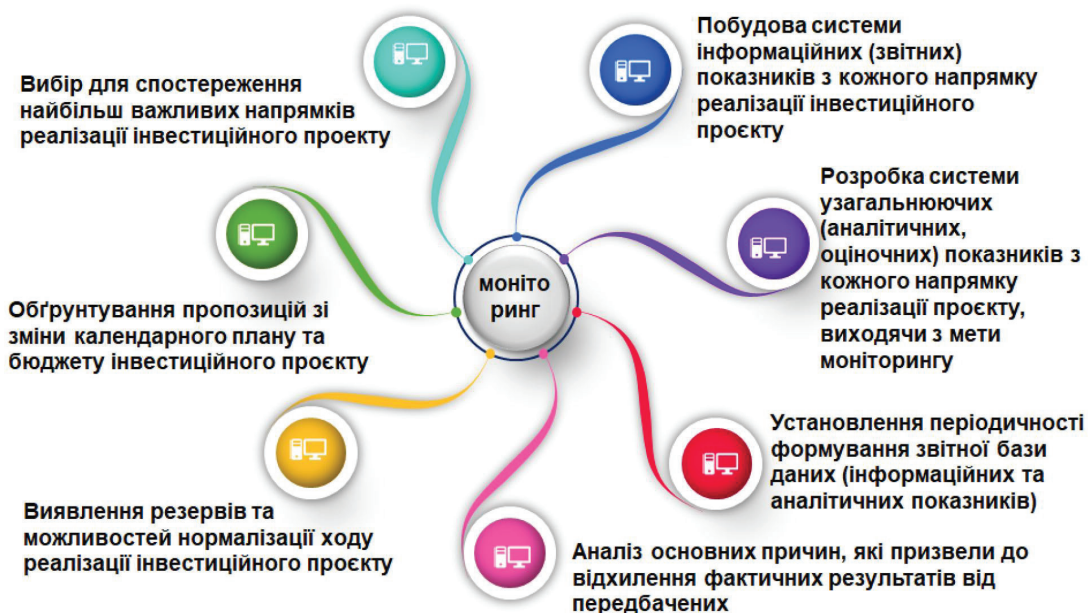 Вибір для спостереження
найбільш важливих напрямків
реалізації інвестиційного проекту
Побудова системи
інформаційних (звітних)
показників з кожного напрямку
реалізації інвестиційного
проєкту
Розробка системи
узагальнюючих
(аналітичних,
оціночних) показників з
кожного напрямку
реалізації проєкту,
виходячи з мети
моніторингу
Установлення періодичності
формування звітної бази
даних (інформаційних та
аналітичних показників)
Аналіз основних причин, які призвели до
відхилення фактичних результатів від
передбачених
Виявлення резервів та
можливостей нормалізації ходу
реалізації інвестиційного проєкту
Обґрунтування пропозицій зі
зміни календарного плану та
бюджету інвестиційного проєкту
моніто
ринг